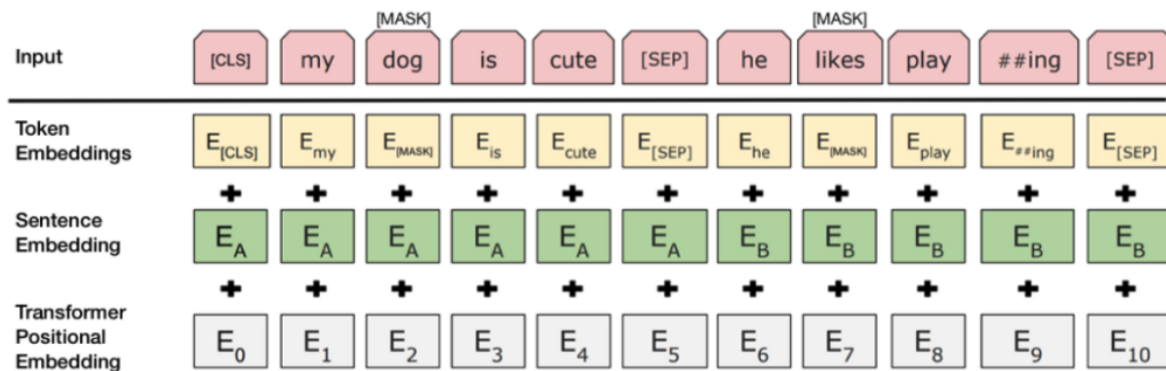 [MASK] [MASK]
Input [CLS] my dog is cute [SEP] he likes play ##ing [SEP]
Token
Embeddings
E[CLS] Emy E[MASK] Eis Ecute E[SEP] Ehe E[MASK] Eplay E##ing E[SEP]
+ + + + + + + + + + +
Sentence
Embedding
EA EA EA EA EA EA EB EB EB EB EB
+ + + + + + + + + + +
Transformer
Positional
Embedding
E0 E1 E2 E3 E4 E5 E6 E7 E8 E9 E10